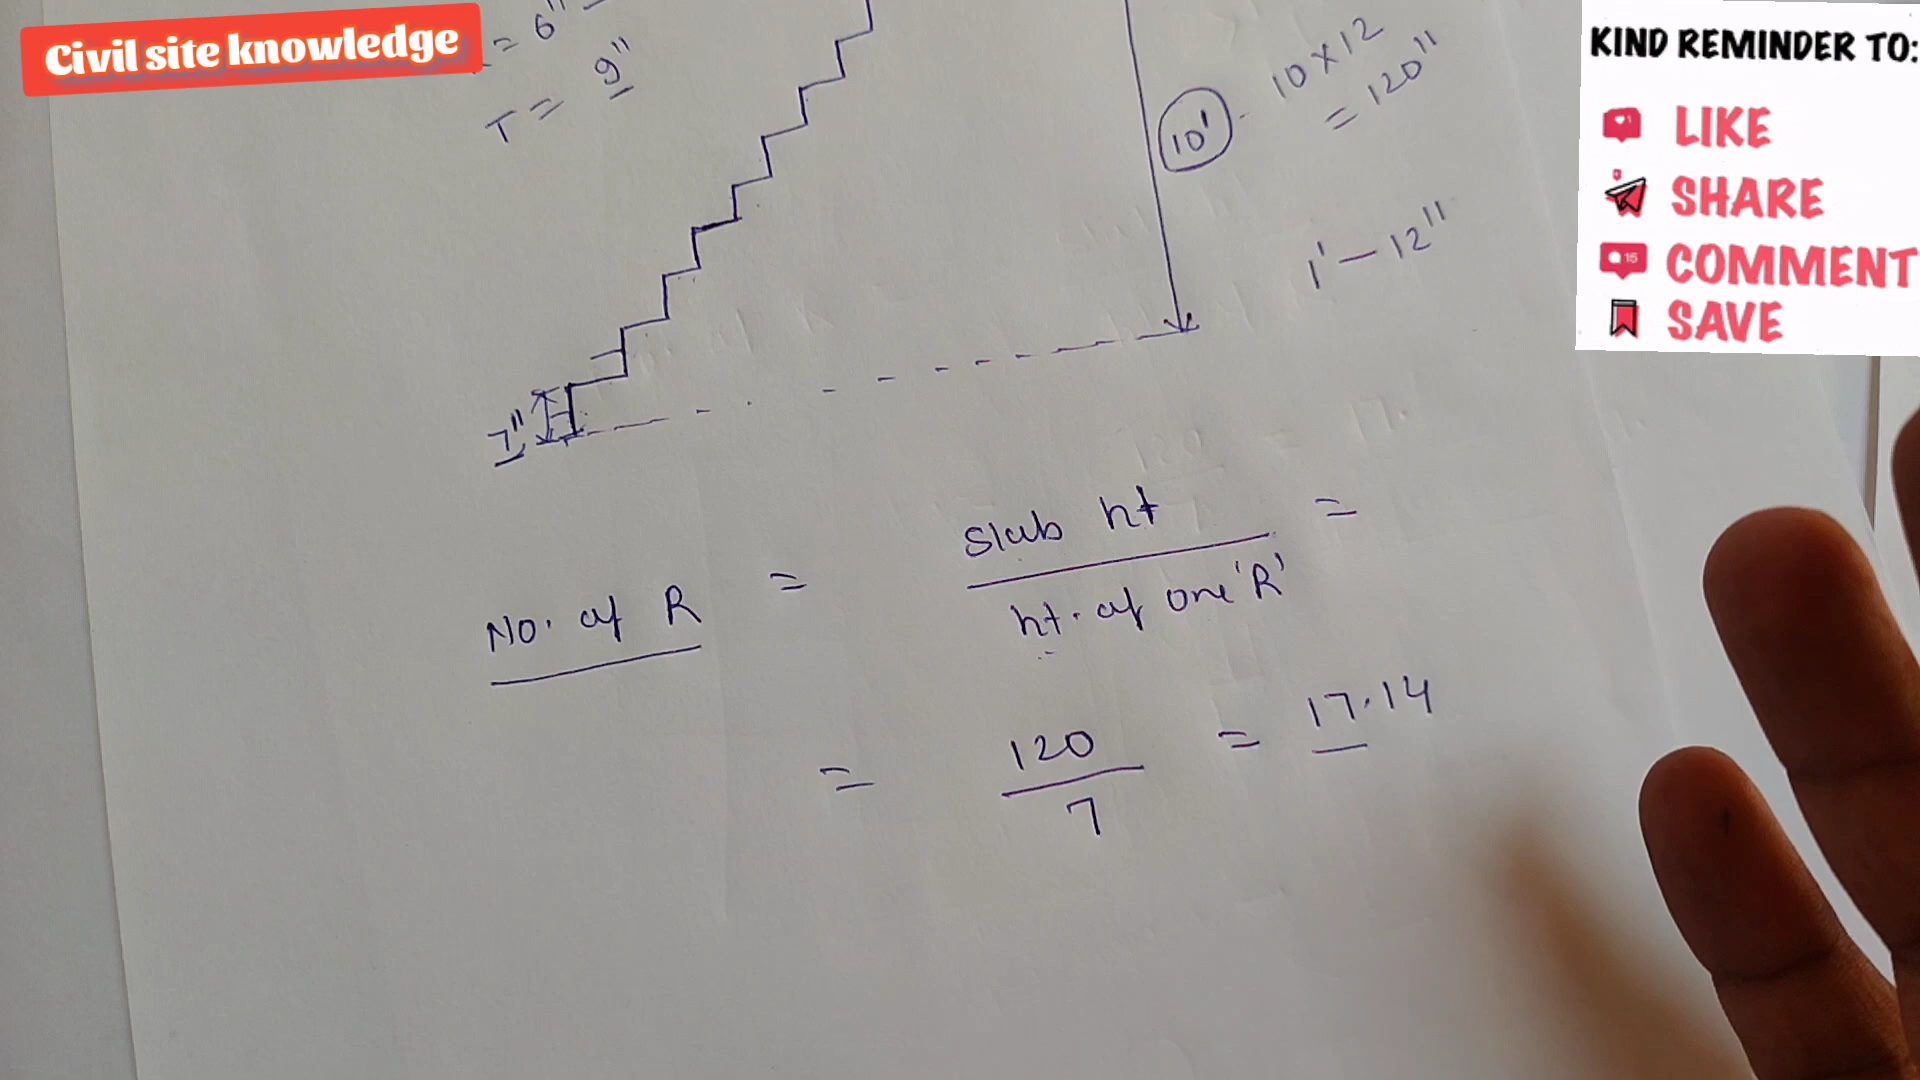 Civil site knowledge
= 6"
T = 9"
10'
10 × 12
= 120"
1' — 12"
7"
No. of R = slab ht =
ht. of one 'R'
= 120 = 17.14
7
KIND REMINDER TO:
LIKE
SHARE
15
COMMENT
SAVE